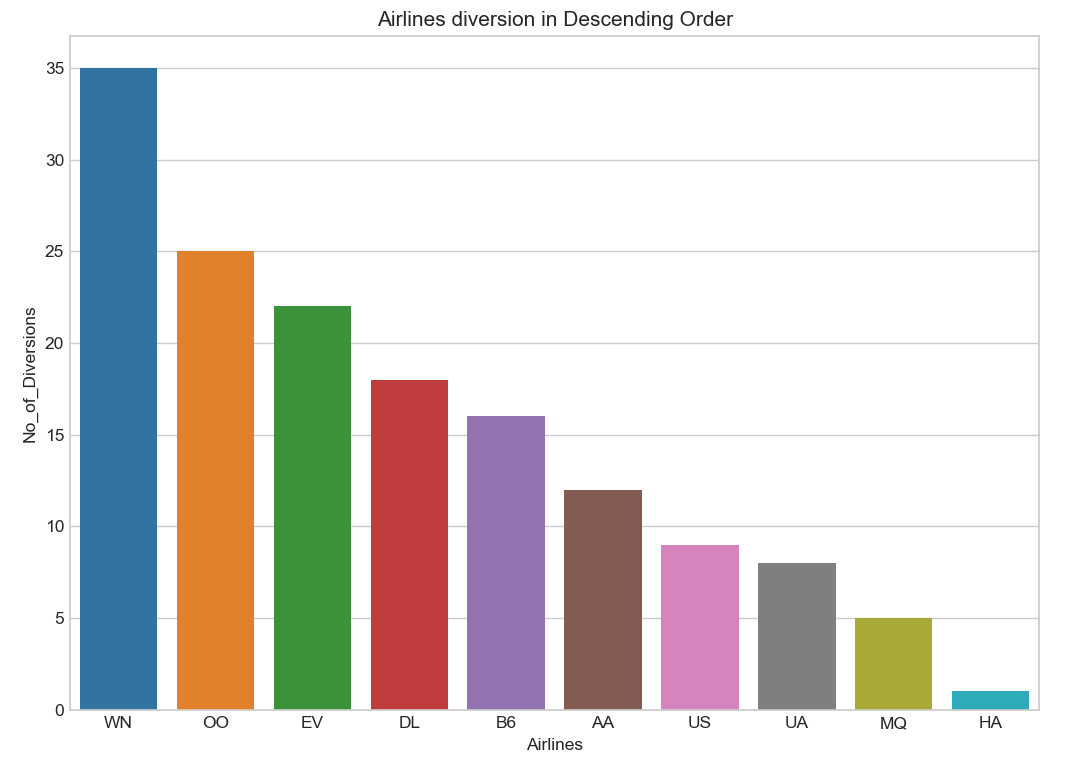 Airlines diversion in Descending Order
35
30
25
20
15
10
5
0
No_of_Diversions
WN OO EV DL B6 AA US UA MQ HA
Airlines